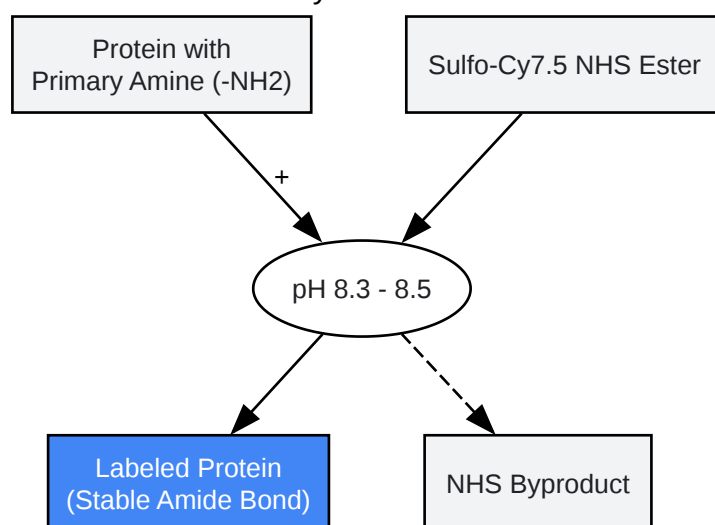 Protein with
Primary Amine (-NH2)
Sulfo-Cy7.5 NHS Ester
+
pH 8.3 - 8.5
Labeled Protein
(Stable Amide Bond)
NHS Byproduct